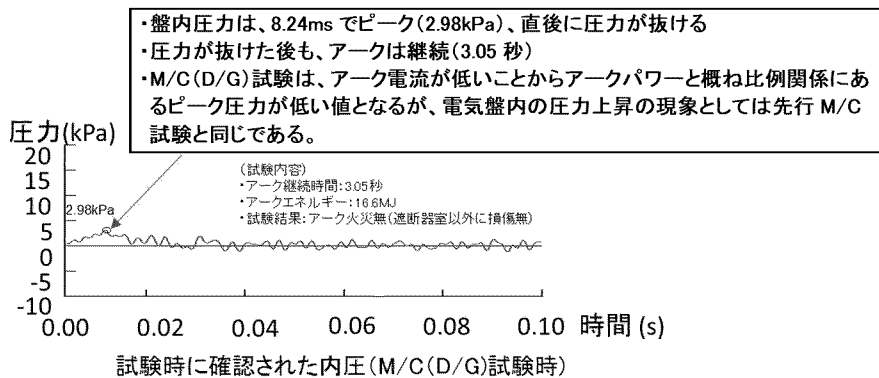 ・盤内圧力は、8.24ms でピーク(2.98kPa)、直後に圧力が抜ける
・圧力が抜けた後も、アークは継続(3.05 秒)
・M/C(D/G)試験は、アーク電流が低いことからアークパワーと概ね比例関係にあ
るピーク圧力が低い値となるが、電気盤内の圧力上昇の現象としては先行 M/C
試験と同じである。
圧力(kPa)
20
15
10
5
0
-5
-10
2.98kPa
(試験内容)
・アーク継続時間:3.05秒
・アークエネルギー:16.6MJ
・試験結果:アーク火災無(遮断器室以外に損傷無)
0.00 0.02 0.04 0.06 0.08 0.10 時間 (s)
試験時に確認された内圧(M/C(D/G)試験時)